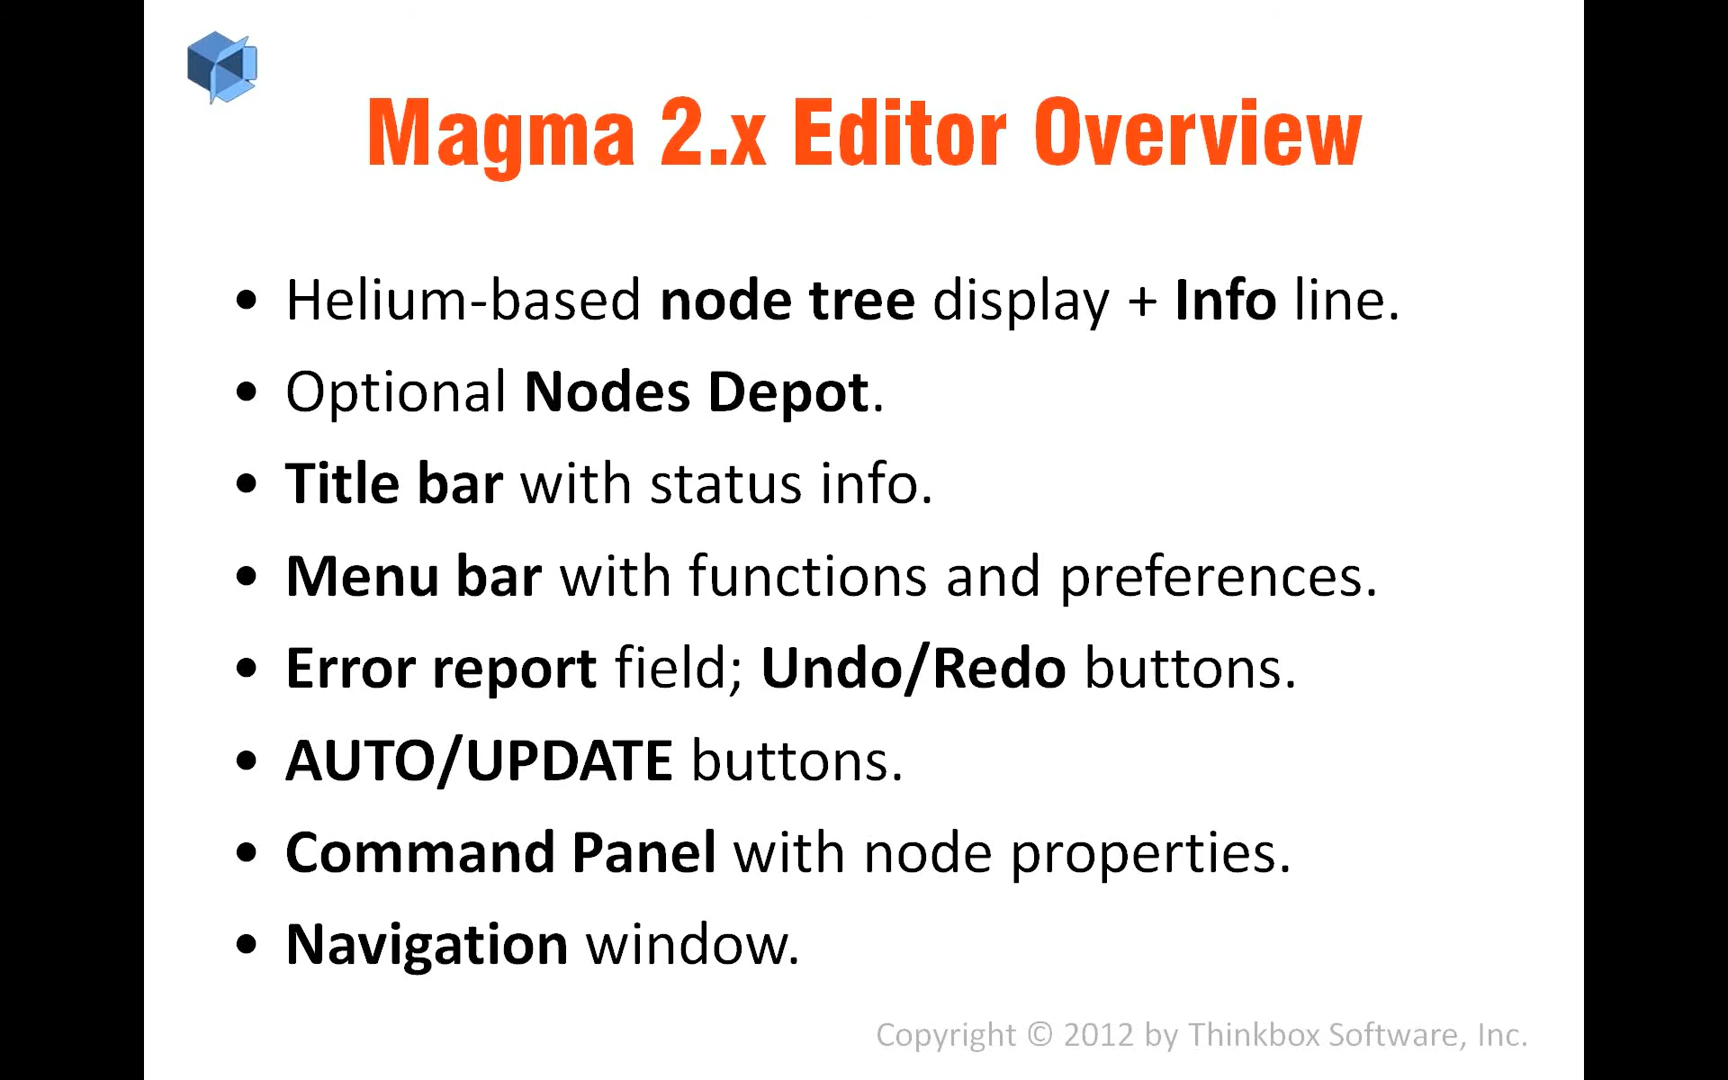 Magma 2.x Editor Overview
• Helium-based node tree display + Info line.
• Optional Nodes Depot.
• Title bar with status info.
• Menu bar with functions and preferences.
• Error report field; Undo/Redo buttons.
• AUTO/UPDATE buttons.
• Command Panel with node properties.
• Navigation window.
Copyright © 2012 by Thinkbox Software, Inc.